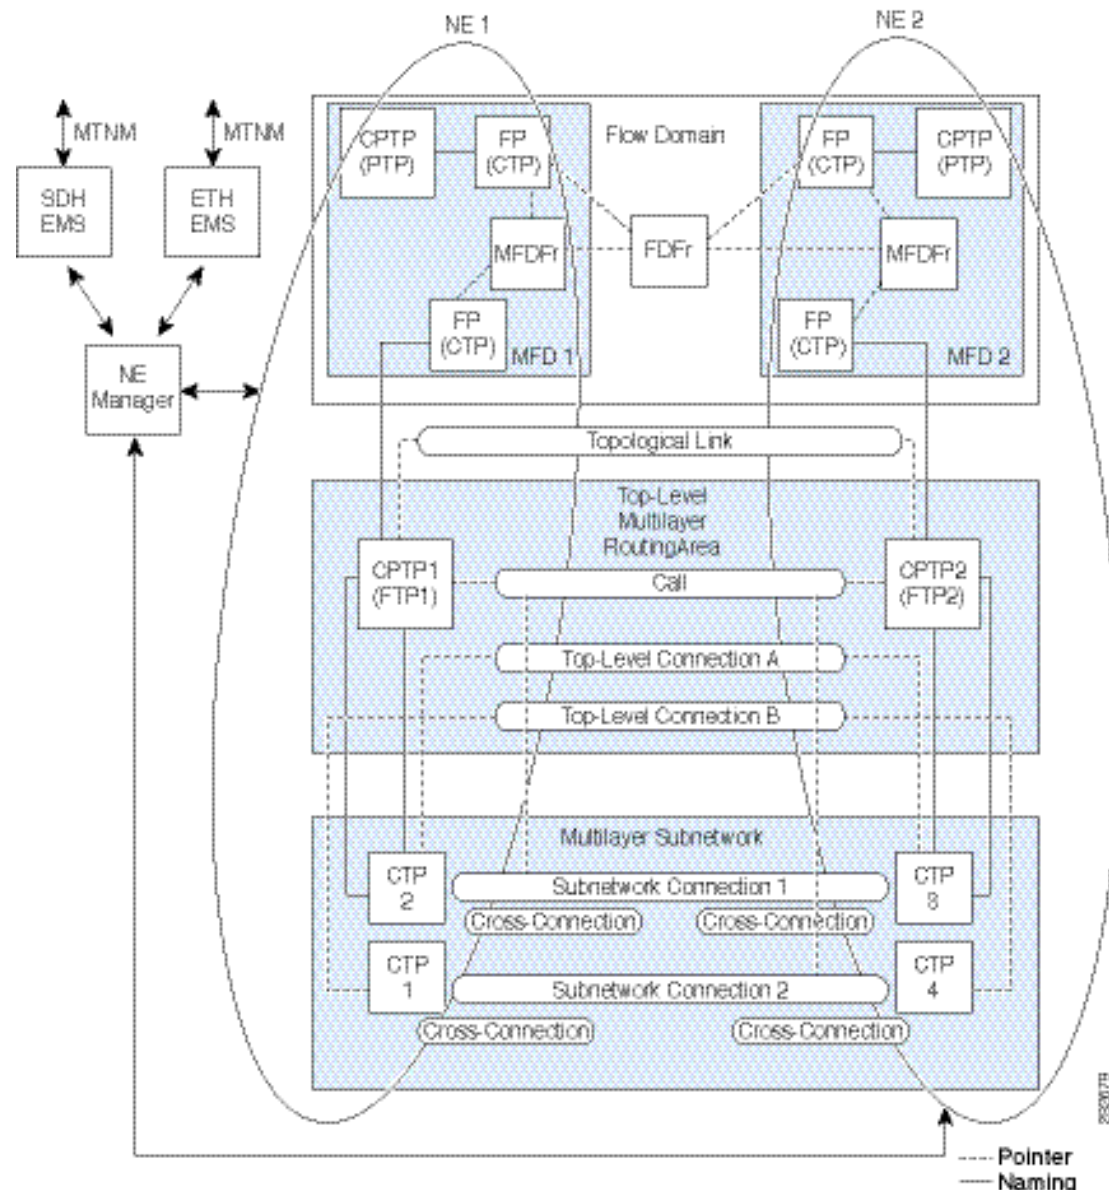 NE 1
NE 2
MTNM
MTNM
SDH
EMS
ETH
EMS
NE
Manager
CPTP
(PTP)
FP
(CTP)
Flow Domain
FP
(CTP)
CPTP
(PTP)
MFDFr
FDFr
MFDFr
FP
(CTP)
MFD 1
FP
(CTP)
MFD 2
Topological Link
Top-Level
Multilayer
RoutingArea
CPTP1
(FTP1)
Call
CPTP2
(FTP2)
Top-Level Connection A
Top-Level Connection B
Multilayer Subnetwork
CTP
2
Subnetwork Connection 1
CTP
3
Cross-Connection
Cross-Connection
CTP
1
Subnetwork Connection 2
CTP
4
Cross-Connection
Cross-Connection
Pointer
Naming